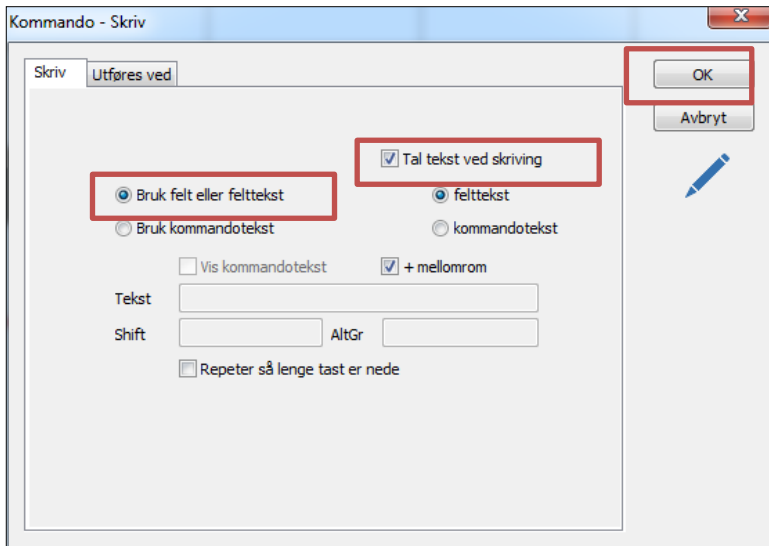 Kommando - Skriv
Skriv
Utføres ved
OK
Avbryt
Tal tekst ved skriving
Bruk felt eller felttekst
felttekst
Bruk kommandotekst
kommandotekst
Vis kommandotekst
+ mellomrom
Tekst
Shift
AltGr
Repeter så lenge tast er nede